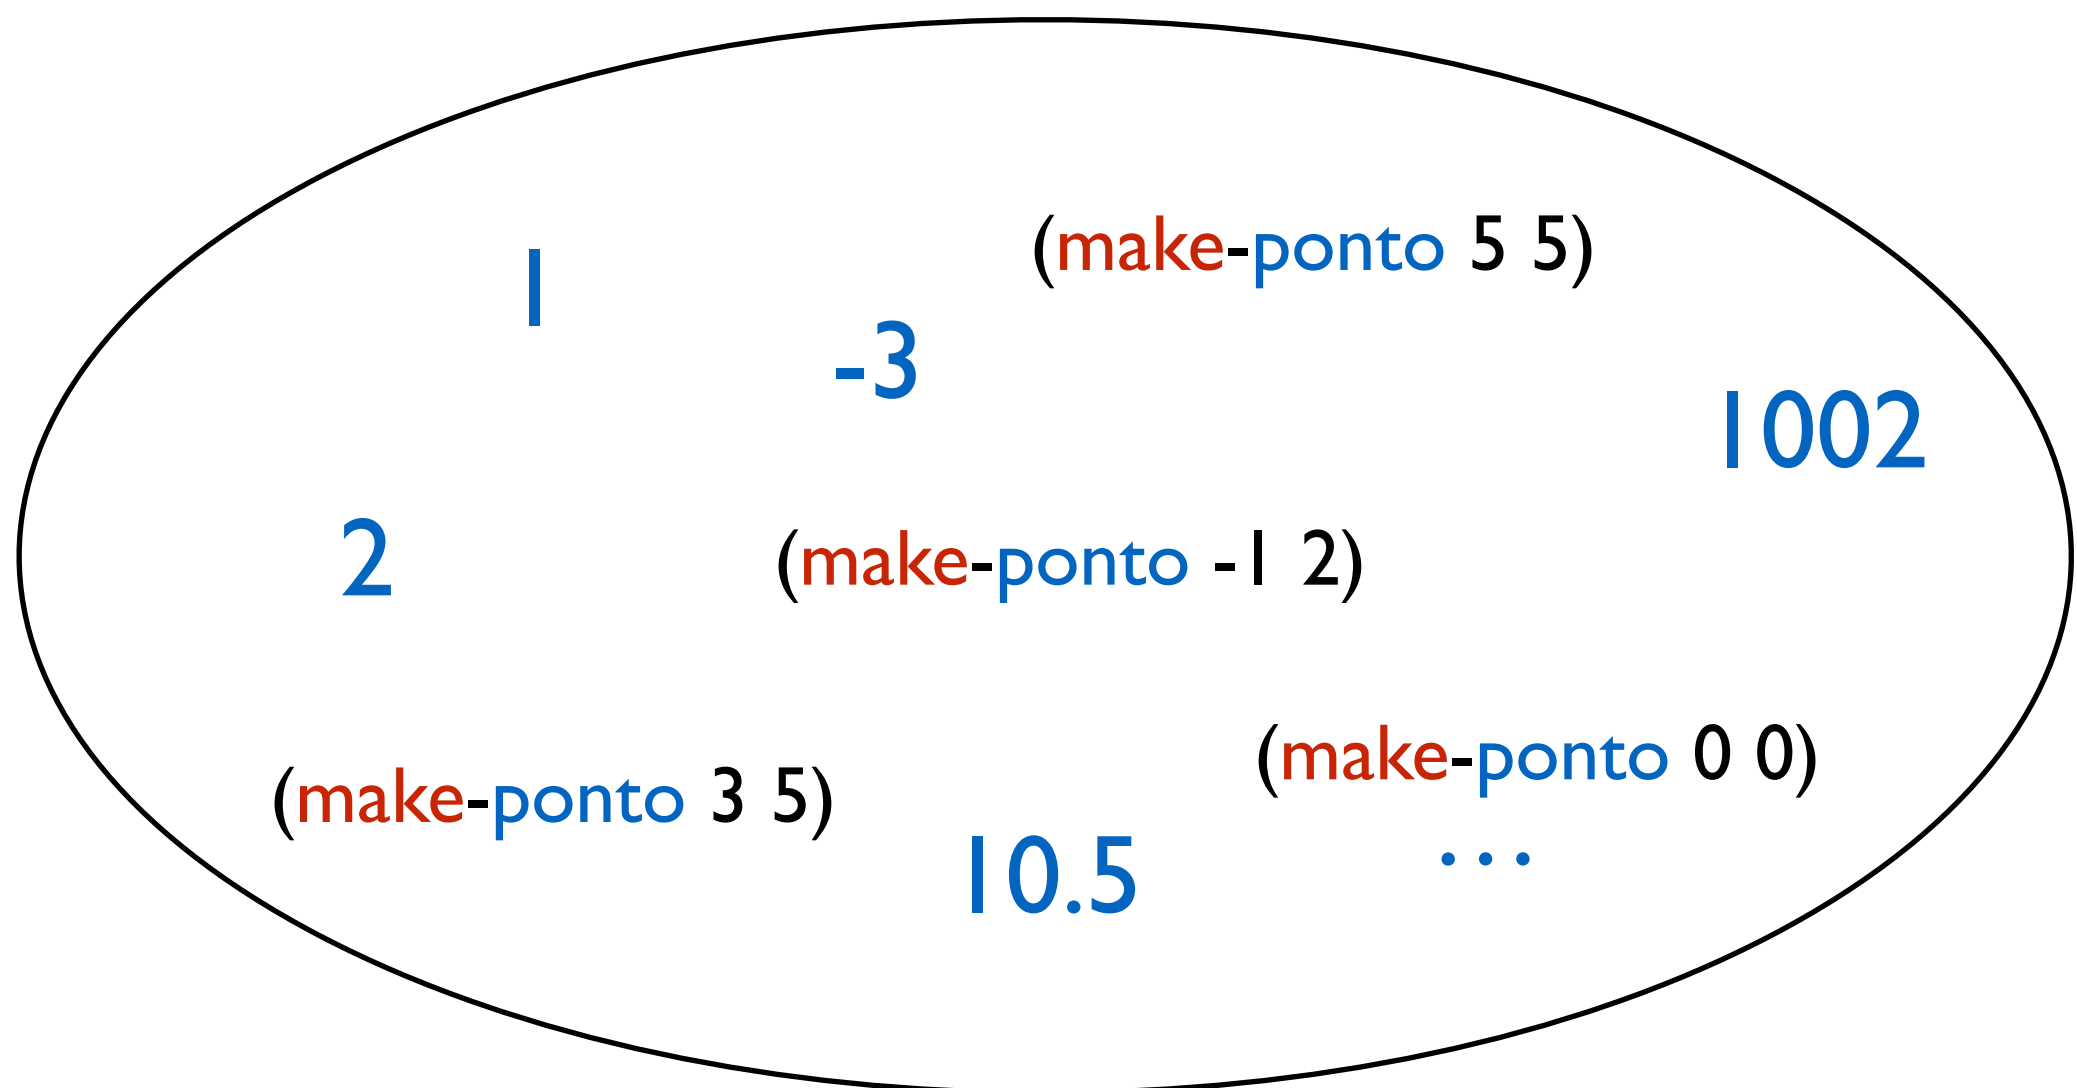 (make-ponto 5 5)
1
-3
1002
2
(make-ponto -1 2)
(make-ponto 0 0)
(make-ponto 3 5)
10.5
...